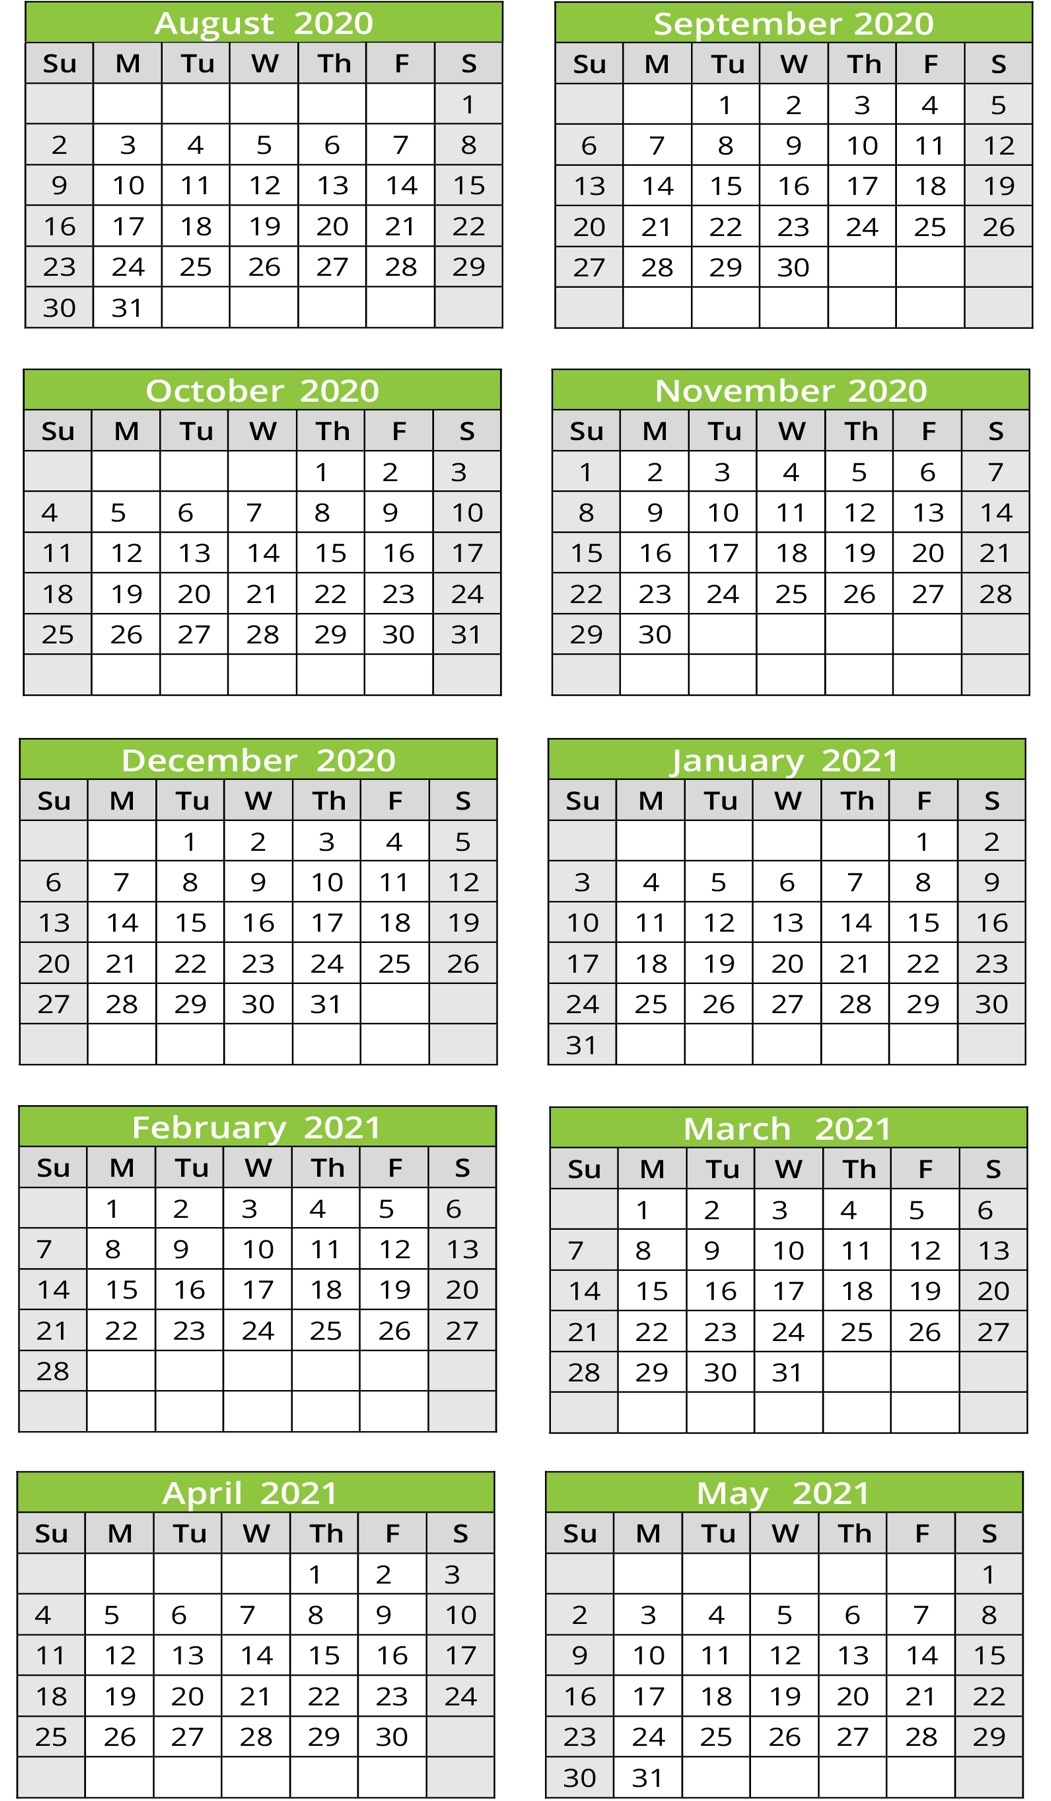 August 2020
Su M Tu W Th F S
1
2 3 4 5 6 7 8
9 10 11 12 13 14 15
16 17 18 19 20 21 22
23 24 25 26 27 28 29
30 31
September 2020
Su M Tu W Th F S
1 2 3 4 5
6 7 8 9 10 11 12
13 14 15 16 17 18 19
20 21 22 23 24 25 26
27 28 29 30
October 2020
Su M Tu W Th F S
1 2 3
4 5 6 7 8 9 10
11 12 13 14 15 16 17
18 19 20 21 22 23 24
25 26 27 28 29 30 31
November 2020
Su M Tu W Th F S
1 2 3 4 5 6 7
8 9 10 11 12 13 14
15 16 17 18 19 20 21
22 23 24 25 26 27 28
29 30
December 2020
Su M Tu W Th F S
1 2 3 4 5
6 7 8 9 10 11 12
13 14 15 16 17 18 19
20 21 22 23 24 25 26
27 28 29 30 31
January 2021
Su M Tu W Th F S
1 2
3 4 5 6 7 8 9
10 11 12 13 14 15 16
17 18 19 20 21 22 23
24 25 26 27 28 29 30
31
February 2021
Su M Tu W Th F S
1 2 3 4 5 6
7 8 9 10 11 12 13
14 15 16 17 18 19 20
21 22 23 24 25 26 27
28
March 2021
Su M Tu W Th F S
1 2 3 4 5 6
7 8 9 10 11 12 13
14 15 16 17 18 19 20
21 22 23 24 25 26 27
28 29 30 31
April 2021
Su M Tu W Th F S
1 2 3
4 5 6 7 8 9 10
11 12 13 14 15 16 17
18 19 20 21 22 23 24
25 26 27 28 29 30
May 2021
Su M Tu W Th F S
1
2 3 4 5 6 7 8
9 10 11 12 13 14 15
16 17 18 19 20 21 22
23 24 25 26 27 28 29
30 31